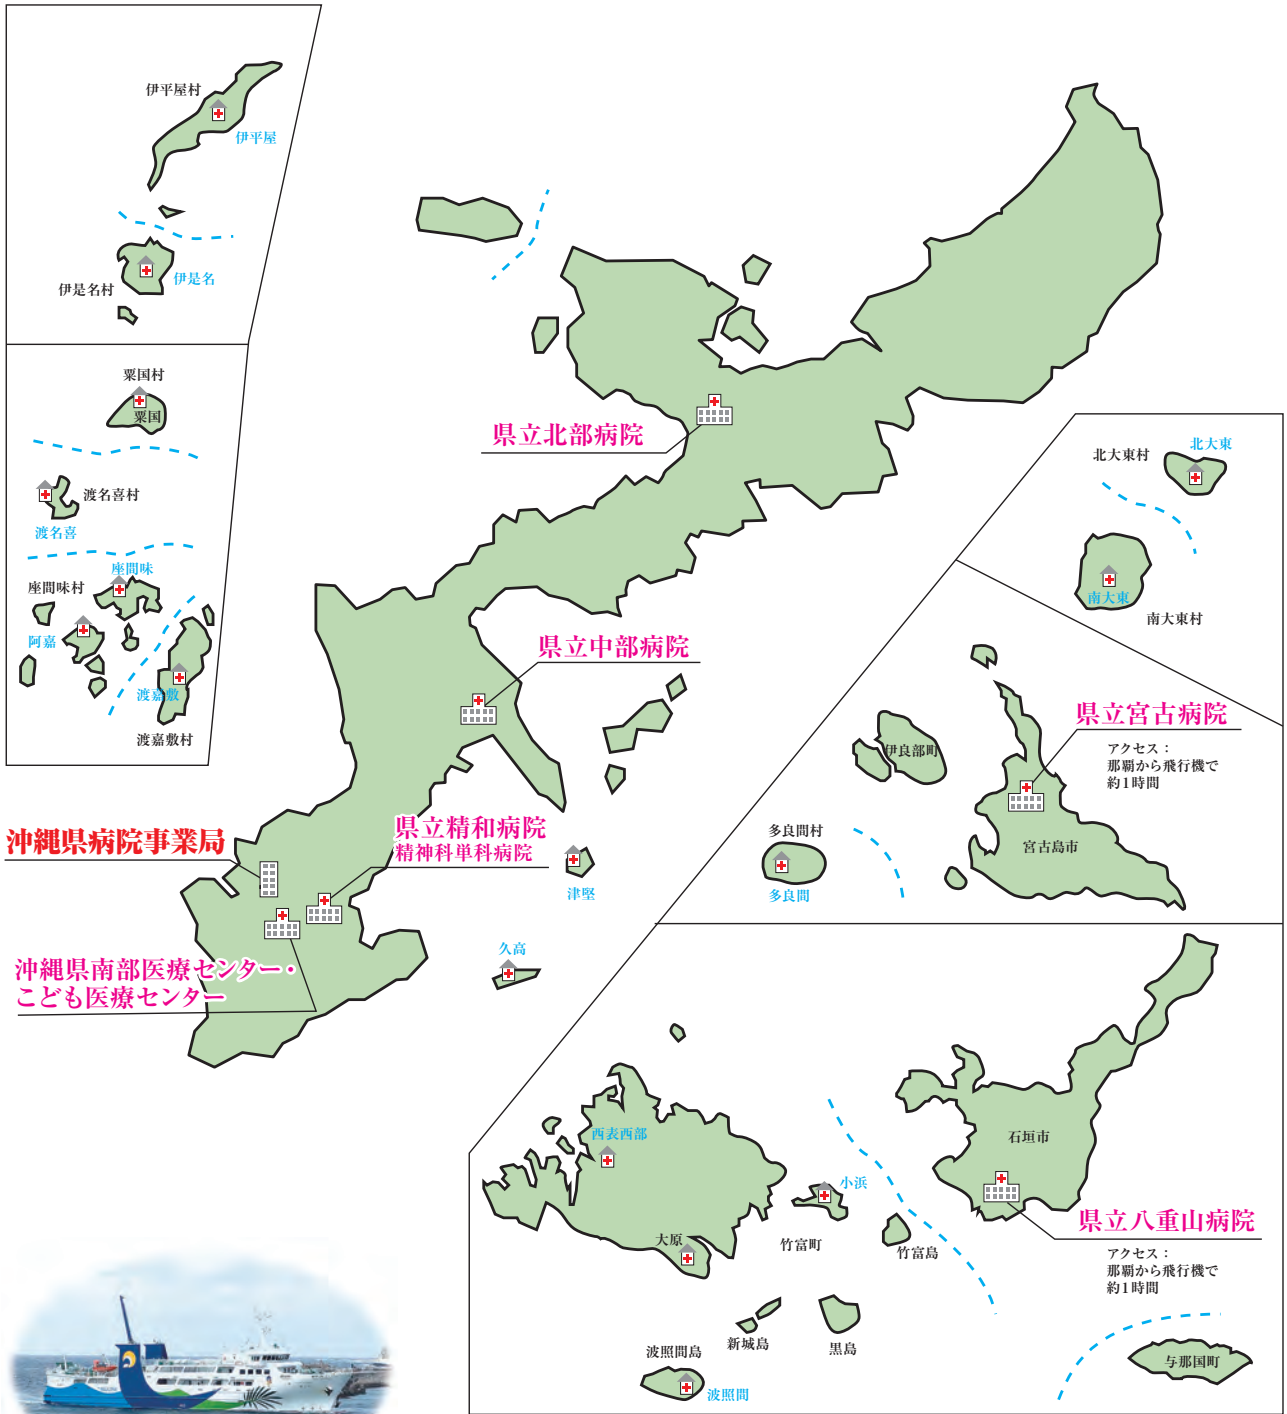 伊平屋村
伊平屋
伊是名村
伊是名
粟国村
粟国
渡名喜村
渡名喜
座間味
座間味村
阿嘉
渡嘉敷
渡嘉敷村
県立北部病院
県立中部病院
沖縄県病院事業局
県立精和病院
精神科単科病院
津堅
久高
沖縄県南部医療センター・
こども医療センター
北大東村
北大東
南大東
南大東村
県立宮古病院
アクセス：
那覇から飛行機で
約1時間
伊良部町
宮古島市
多良間村
多良間
石垣市
西表西部
小浜
大原
竹富町
竹富島
県立八重山病院
アクセス：
那覇から飛行機で
約1時間
新城島
黒島
波照間島
波照間
与那国町